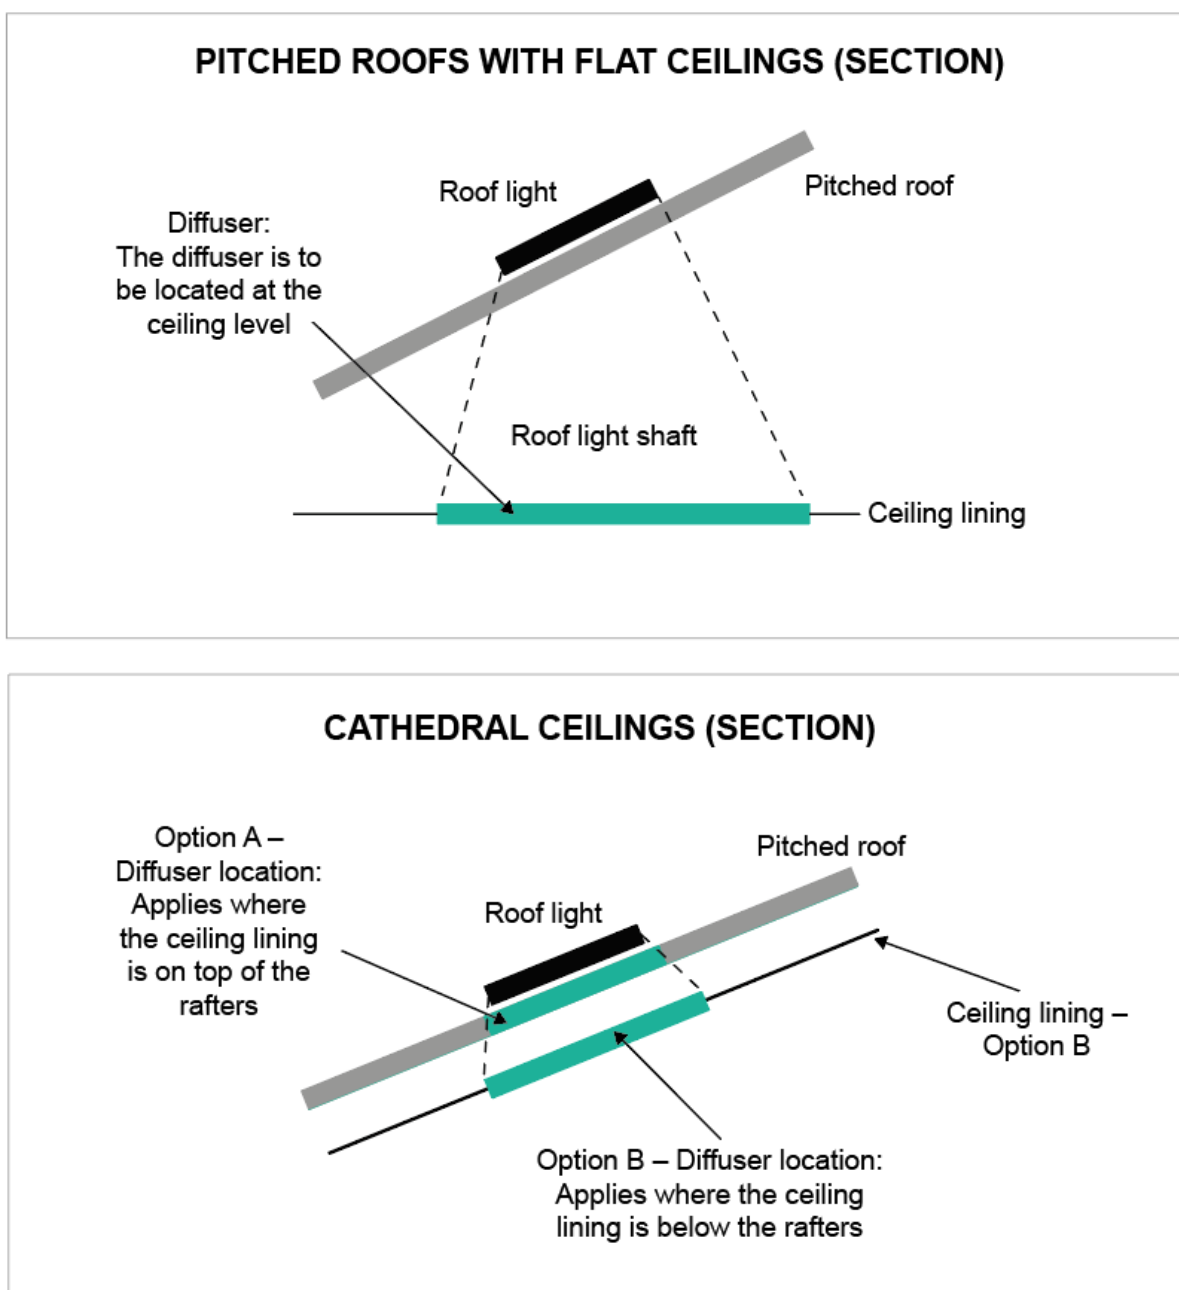 PITCHED ROOFS WITH FLAT CEILINGS (SECTION)
Roof light
Pitched roof
Diffuser:
The diffuser is to
be located at the
ceiling level
Roof light shaft
Ceiling lining
CATHEDRAL CEILINGS (SECTION)
Option A –
Diffuser location:
Applies where
the ceiling lining
is on top of the
rafters
Pitched roof
Roof light
Ceiling lining –
Option B
Option B – Diffuser location:
Applies where the ceiling
lining is below the rafters